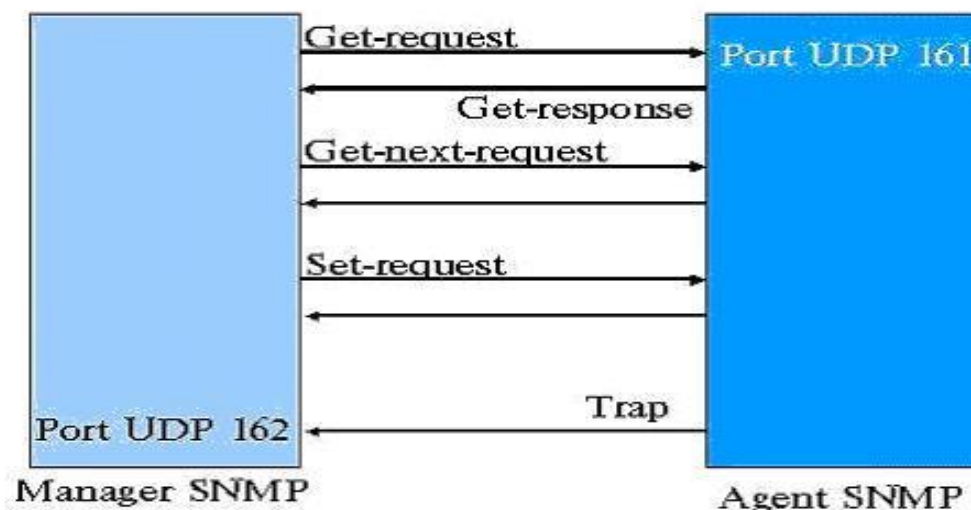 Get-request
Port UDP 161
Get-response
Get-next-request
Set-request
Trap
Port UDP 162
Manager SNMP
Agent SNMP